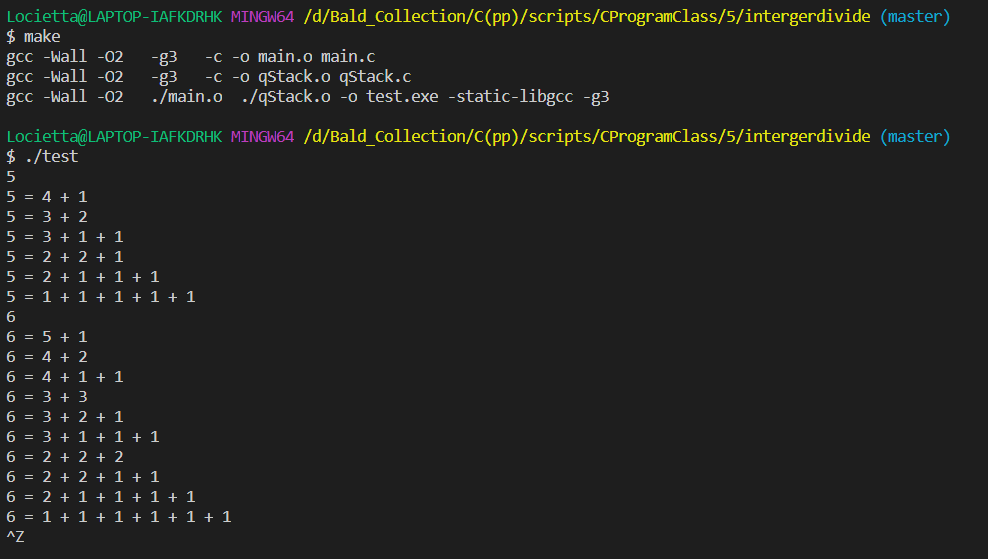 Locietta@LAPTOP-IAFKDRHK MINGW64 /d/Bald_Collection/C(pp)/scripts/CProgramClass/5/intergerdivide (master)
$ make
gcc -Wall -O2   -g3   -c -o main.o main.c
gcc -Wall -O2   -g3   -c -o qStack.o qStack.c
gcc -Wall -O2   ./main.o  ./qStack.o -o test.exe -static-libgcc -g3

Locietta@LAPTOP-IAFKDRHK MINGW64 /d/Bald_Collection/C(pp)/scripts/CProgramClass/5/intergerdivide (master)
$ ./test
5
5 = 4 + 1
5 = 3 + 2
5 = 3 + 1 + 1
5 = 2 + 2 + 1
5 = 2 + 1 + 1 + 1
5 = 1 + 1 + 1 + 1 + 1
6
6 = 5 + 1
6 = 4 + 2
6 = 4 + 1 + 1
6 = 3 + 3
6 = 3 + 2 + 1
6 = 3 + 1 + 1 + 1
6 = 2 + 2 + 2
6 = 2 + 2 + 1 + 1
6 = 2 + 1 + 1 + 1 + 1
6 = 1 + 1 + 1 + 1 + 1 + 1
^Z